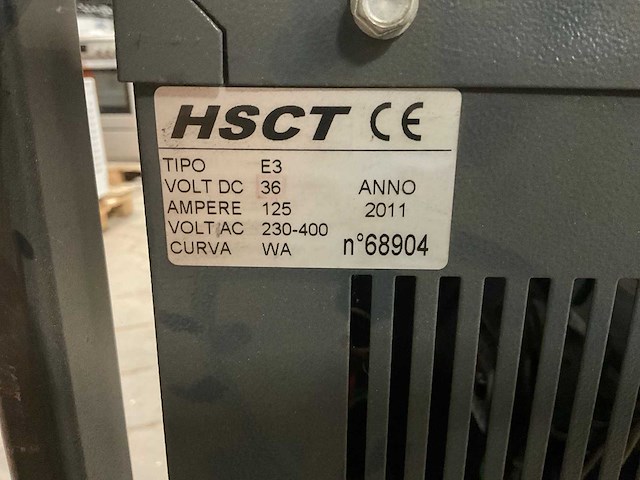 HSCT CE
TIPO E3
VOLT DC 36 ANNO
AMPERE 125 2011
VOLT AC 230-400
CURVA WA n°68904